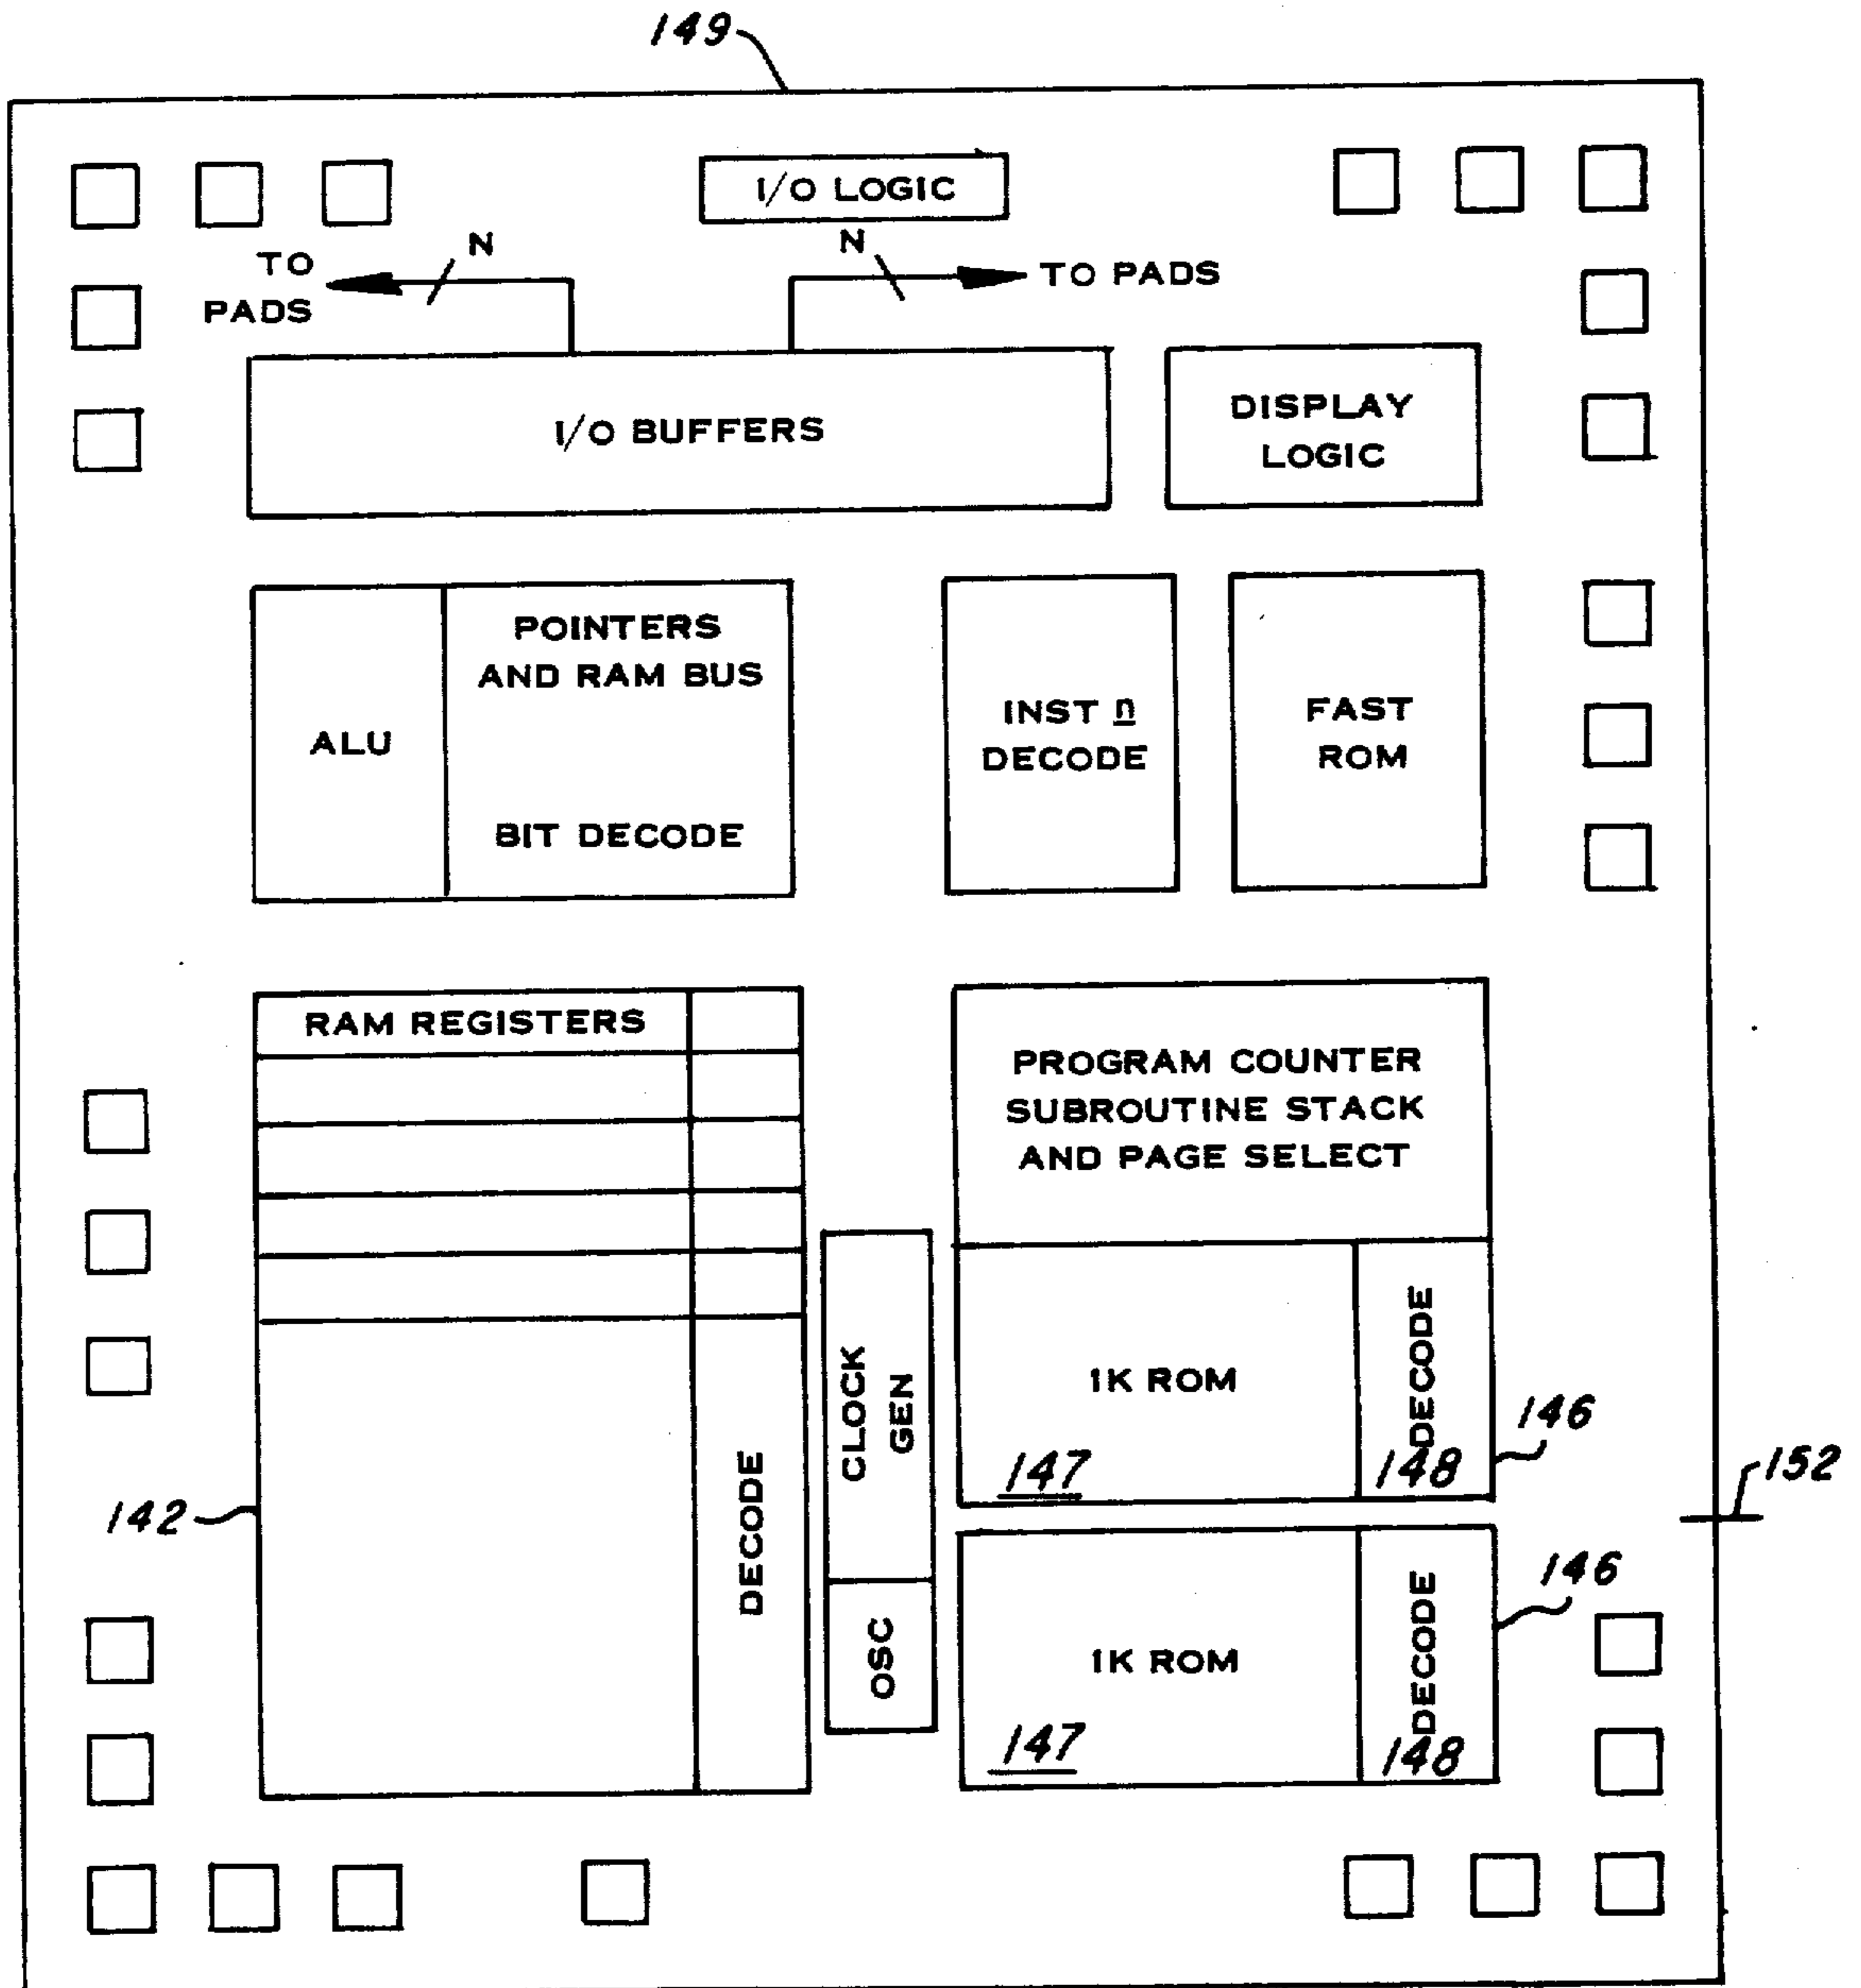 149
I/O LOGIC
N
N
TO
PADS
TO PADS
I/O BUFFERS
DISPLAY
LOGIC
ALU
POINTERS
AND RAM BUS
BIT DECODE
INST n
DECODE
FAST
ROM
RAM REGISTERS
PROGRAM COUNTER
SUBROUTINE STACK
AND PAGE SELECT
142
DECODE
CLOCK
GEN
OSC
1K ROM
147
DECODE
148
146
152
1K ROM
147
DECODE
148
146